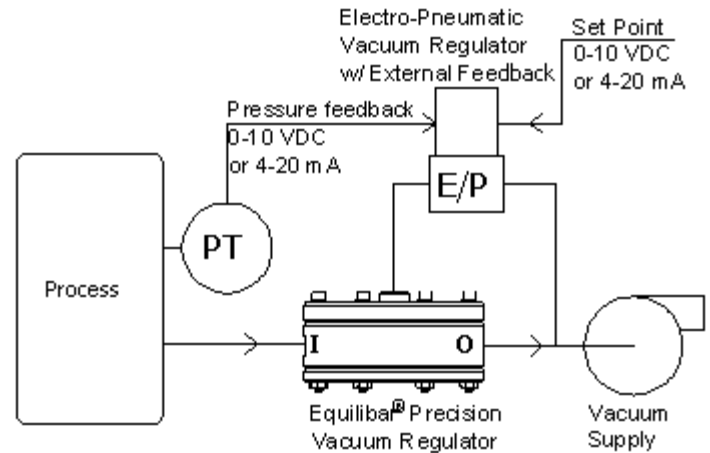 Electro-Pneumatic
Vacuum Regulator
w/ External Feedback
Set Point
0-10 VDC
or 4-20 mA
Pressure feedback
0-10 VDC
or 4-20 mA
E/P
PT
Process
I
O
Equilibar® Precision
Vacuum Regulator
Vacuum
Supply